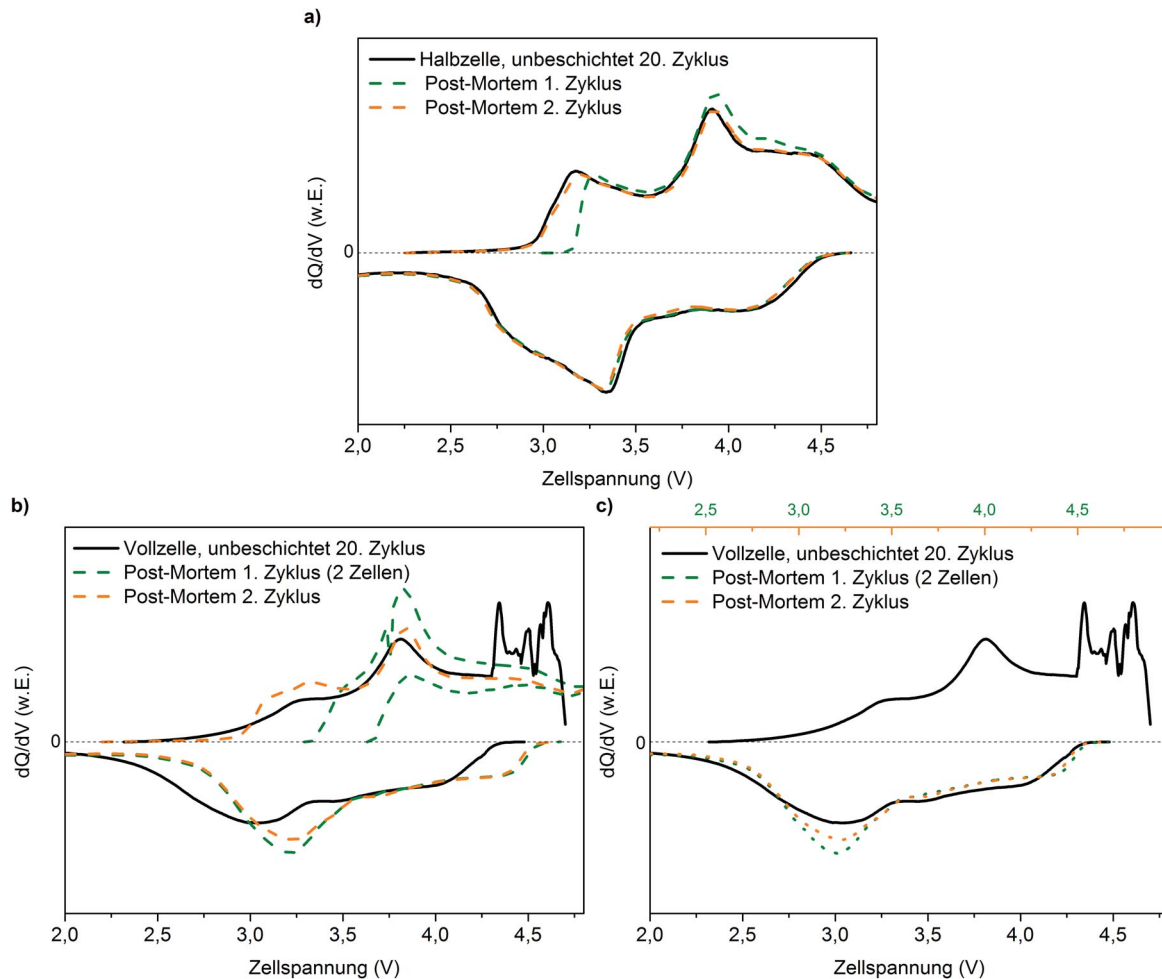 a)
Halbzelle, unbeschichtet 20. Zyklus
Post-Mortem 1. Zyklus
Post-Mortem 2. Zyklus
dQ/dV (w.E.)
0
2,0 2,5 3,0 3,5 4,0 4,5
Zellspannung (V)
b)
Vollzelle, unbeschichtet 20. Zyklus
Post-Mortem 1. Zyklus (2 Zellen)
Post-Mortem 2. Zyklus
dQ/dV (w.E.)
0
2,0 2,5 3,0 3,5 4,0 4,5
Zellspannung (V)
c)
2,5 3,0 3,5 4,0 4,5
Vollzelle, unbeschichtet 20. Zyklus
Post-Mortem 1. Zyklus (2 Zellen)
Post-Mortem 2. Zyklus
dQ/dV (w.E.)
0
2,0 2,5 3,0 3,5 4,0 4,5
Zellspannung (V)